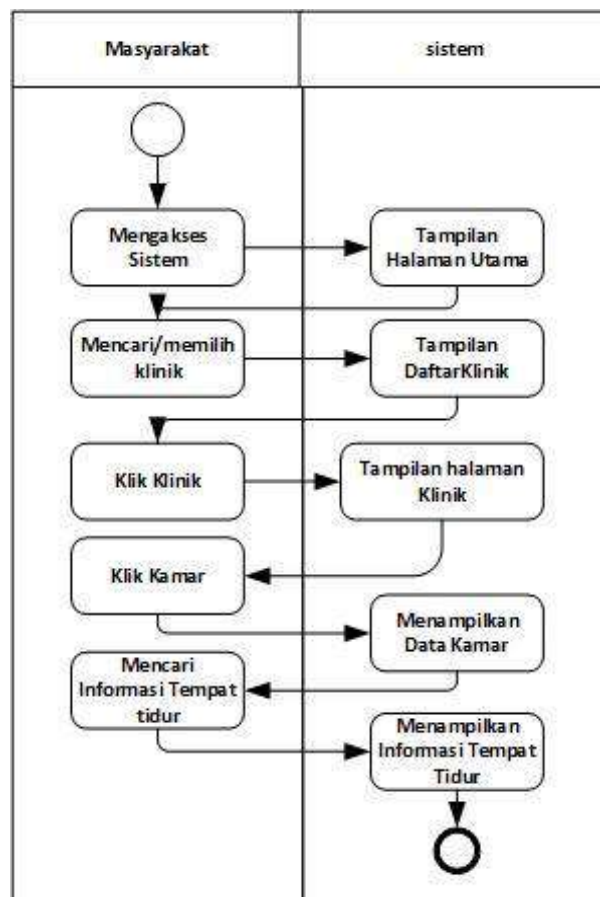 Masyarakat
sistem
Mengakses
Sistem
Tampilan
Halaman Utama
Mencari/memilih
klinik
Tampilan
DaftarKlinik
Klik Klinik
Tampilan halaman
Klinik
Klik Kamar
Menampilkan
Data Kamar
Mencari
Informasi Tempat
tidur
Menampilkan
Informasi Tempat
Tidur